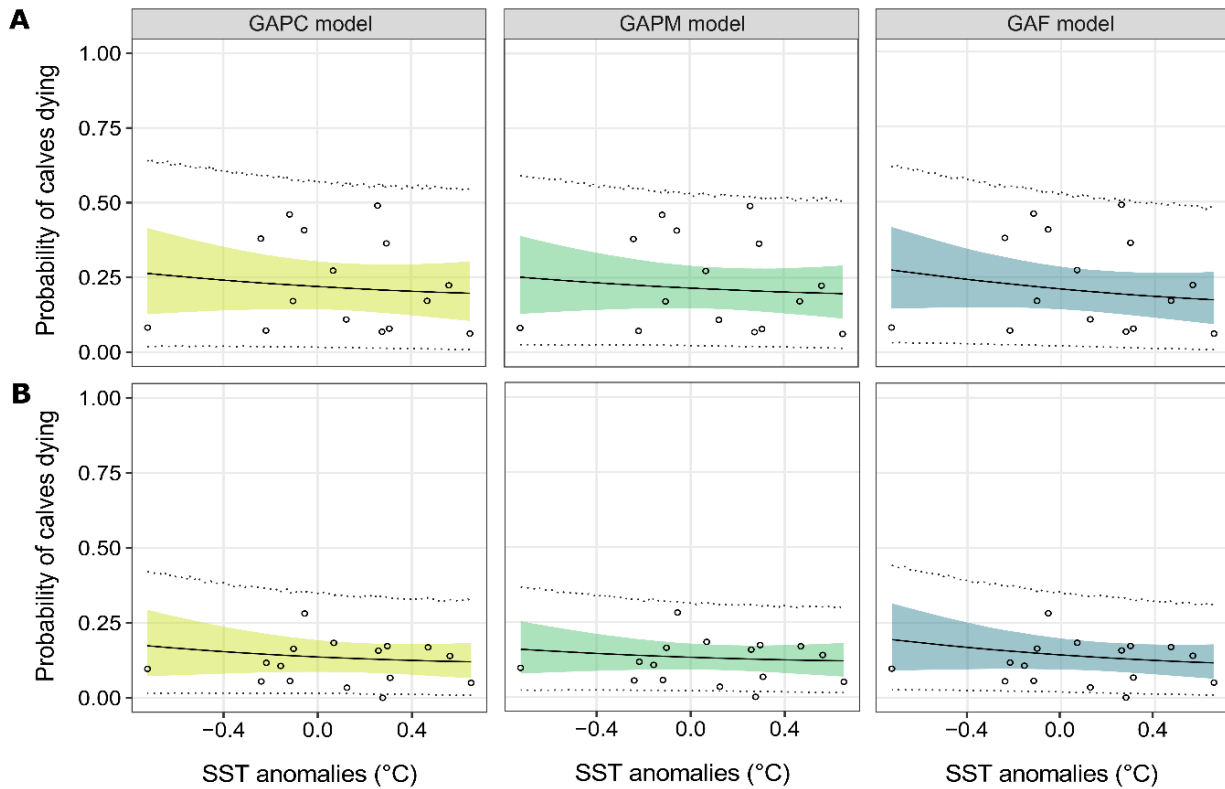 A
GAPC model
GAPM model
GAF model
Probability of calves dying
1.00
0.75
0.50
0.25
0.00
B
Probability of calves dying
1.00
0.75
0.50
0.25
0.00
−0.4 0.0 0.4
−0.4 0.0 0.4
−0.4 0.0 0.4
SST anomalies (°C)
SST anomalies (°C)
SST anomalies (°C)